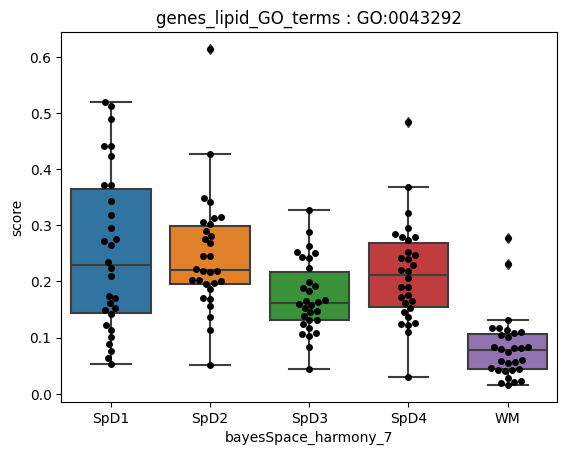 genes_lipid_GO_terms : GO:0043292
0.6
0.5
0.4
0.3
0.2
0.1
0.0
score
SpD1 SpD2 SpD3 SpD4 WM
bayesSpace_harmony_7